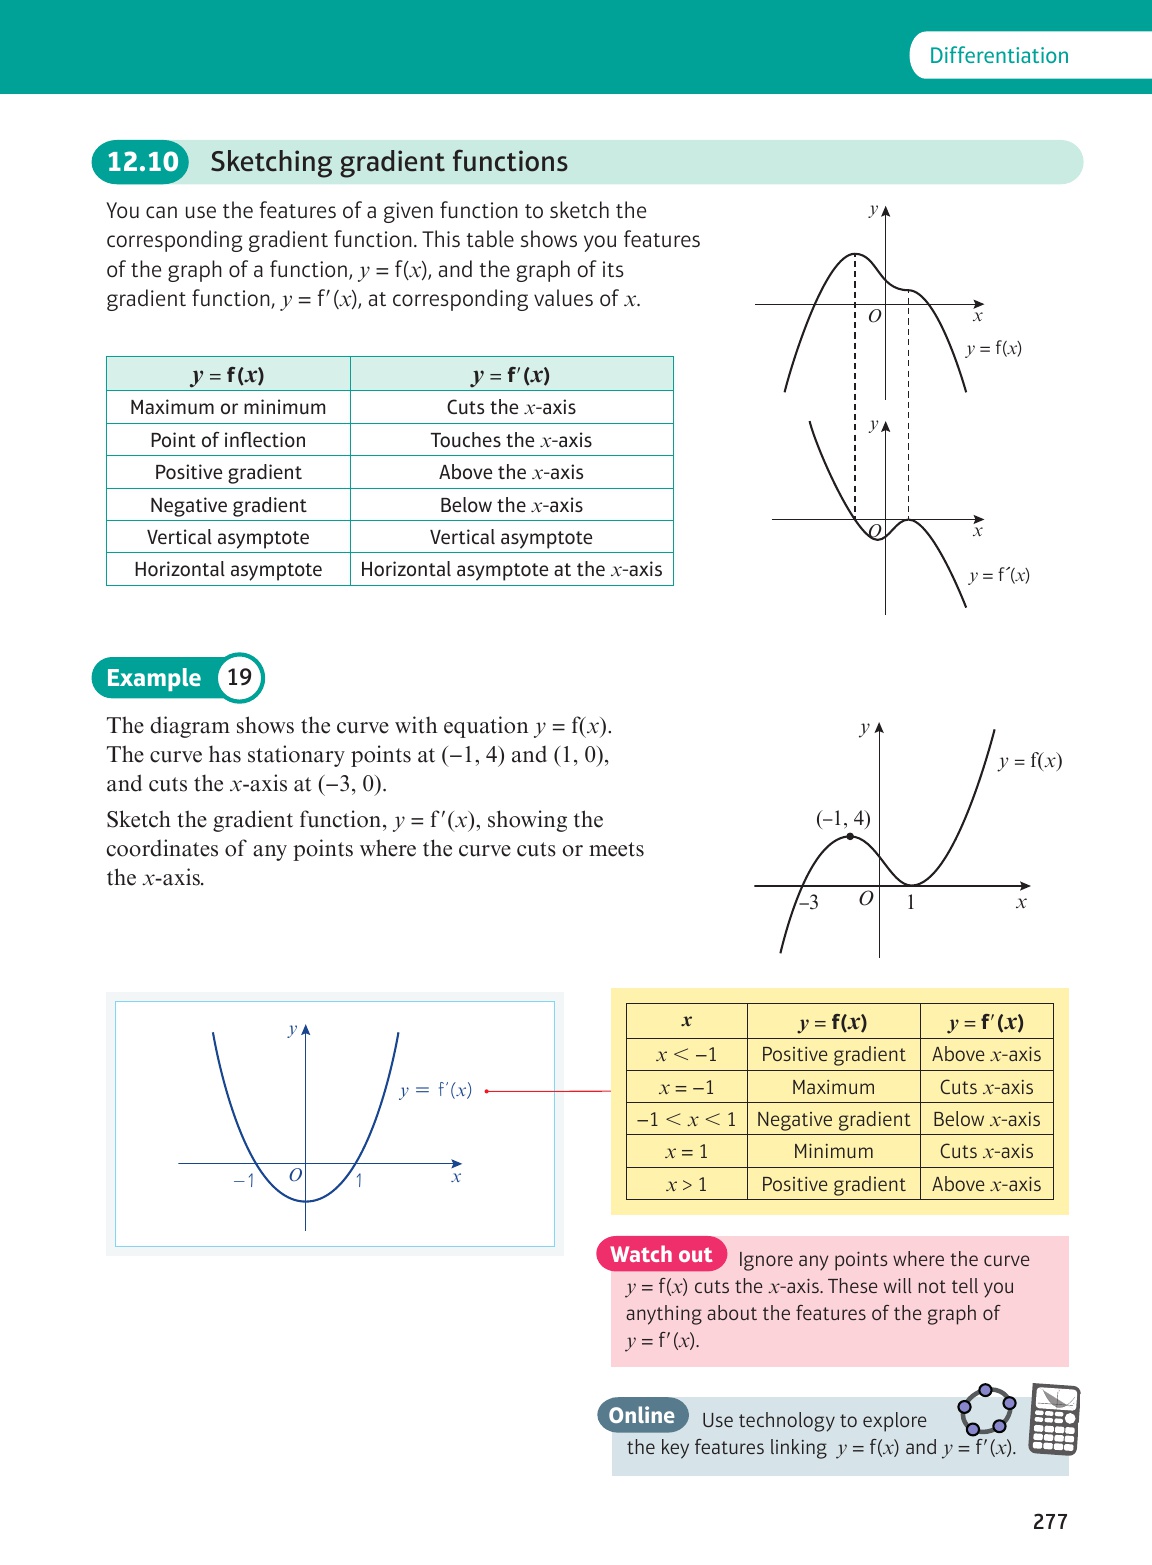 Differentiation
12.10 Sketching gradient functions
You can use the features of a given function to sketch the
corresponding gradient function. This table shows you features
of the graph of a function, y = f(x), and the graph of its
gradient function, y = f′(x), at corresponding values of x.
y
O
x
y = f(x)
y
O
x
y = f′(x)
y = f(x) y = f′(x)
Maximum or minimum Cuts the x-axis
Point of inflection Touches the x-axis
Positive gradient Above the x-axis
Negative gradient Below the x-axis
Vertical asymptote Vertical asymptote
Horizontal asymptote Horizontal asymptote at the x-axis
Example 19
The diagram shows the curve with equation y = f(x).
The curve has stationary points at (−1, 4) and (1, 0),
and cuts the x-axis at (−3, 0).
Sketch the gradient function, y = f′(x), showing the
coordinates of any points where the curve cuts or meets
the x-axis.
y
y = f(x)
(−1, 4)
−3 O 1 x
y
y = f′(x)
−1 O 1 x
x y = f(x) y = f′(x)
x < −1 Positive gradient Above x-axis
x = −1 Maximum Cuts x-axis
−1 < x < 1 Negative gradient Below x-axis
x = 1 Minimum Cuts x-axis
x > 1 Positive gradient Above x-axis
Watch out Ignore any points where the curve
y = f(x) cuts the x-axis. These will not tell you
anything about the features of the graph of
y = f′(x).
Online Use technology to explore
the key features linking y = f(x) and y = f′(x).
277